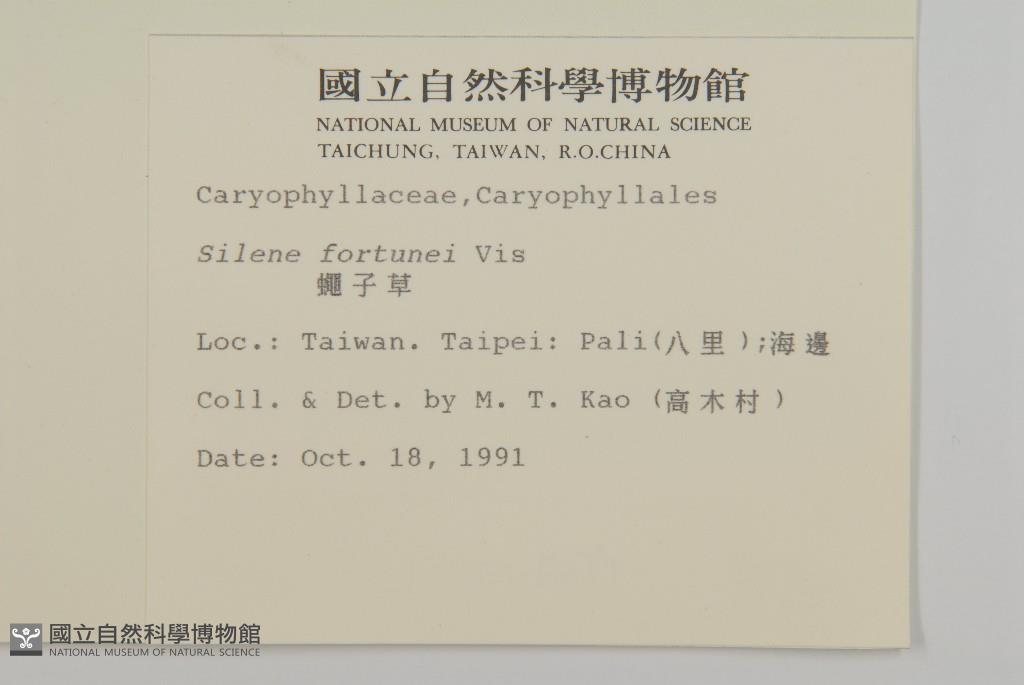 國立自然科學博物館
NATIONAL MUSEUM OF NATURAL SCIENCE
TAICHUNG, TAIWAN, R.O.CHINA
Caryophyllaceae,Caryophyllales
Silene fortunei Vis
蠅子草
Loc.: Taiwan. Taipei: Pali(八里);海邊
Coll. & Det. by M. T. Kao (高木村)
Date: Oct. 18, 1991
國立自然科學博物館
NATIONAL MUSEUM OF NATURAL SCIENCE